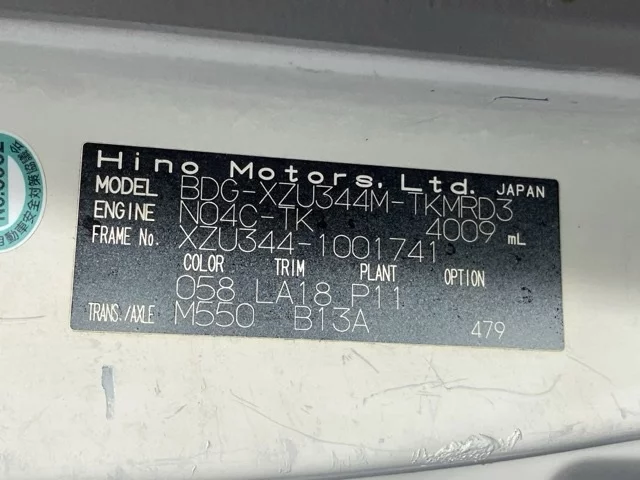 Hino Motors, Ltd. JAPAN
MODEL BDG-XZU344M-TKMRD3
ENGINE N04C-TK 4009 mL
FRAME No. XZU344-1001741
COLOR TRIM PLANT OPTION
058 LA18 P11
TRANS./AXLE M550 B13A 479